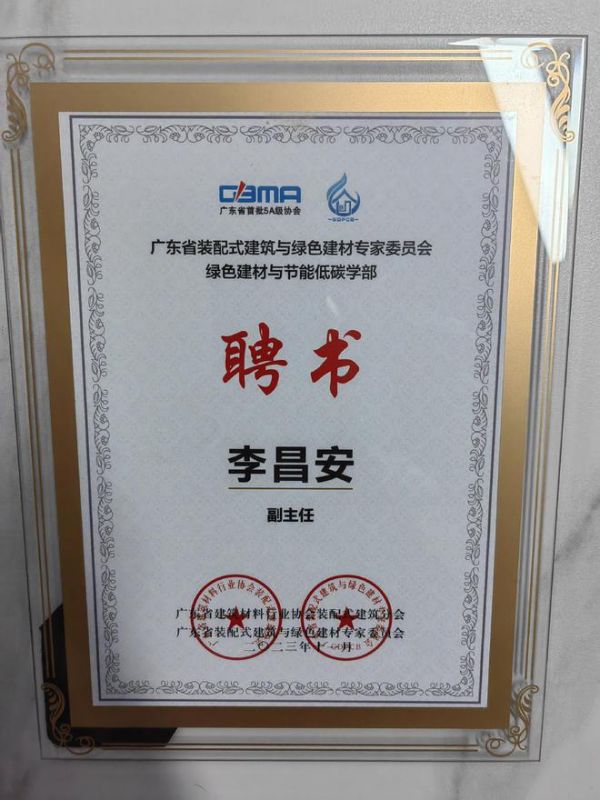 GBMA
广东省首批5A级协会
GDPCB
广东省装配式建筑与绿色建材专家委员会
绿色建材与节能低碳学部
聘书
李昌安
副主任
广东省建筑材料行业协会装配式建筑分会
广东省装配式建筑与绿色建材专家委员会
二〇二三年十一月